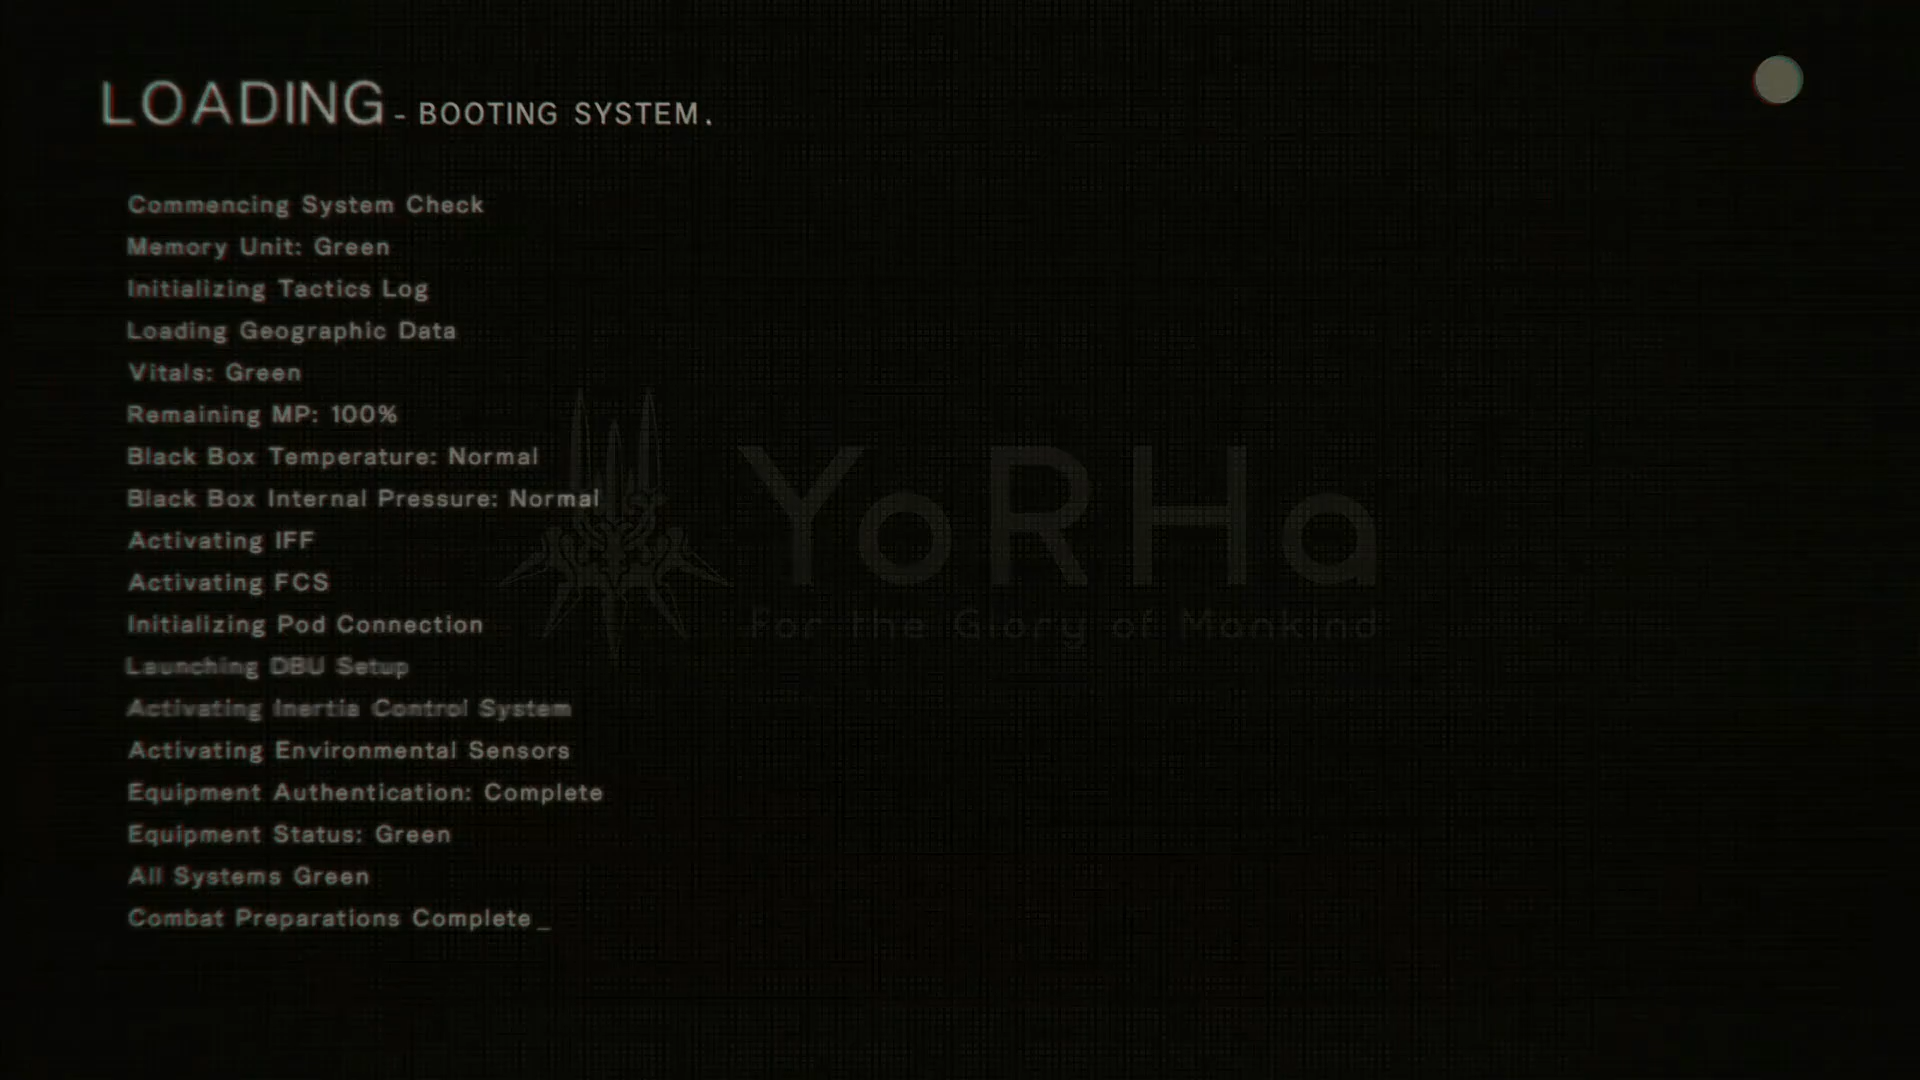 LOADING - BOOTING SYSTEM.
Commencing System Check
Memory Unit: Green
Initializing Tactics Log
Loading Geographic Data
Vitals: Green
Remaining MP: 100%
Black Box Temperature: Normal
Black Box Internal Pressure: Normal
Activating IFF
Activating FCS
Initializing Pod Connection
Launching DBU Setup
Activating Inertia Control System
Activating Environmental Sensors
Equipment Authentication: Complete
Equipment Status: Green
All Systems Green
Combat Preparations Complete_
YoRHa
For the Glory of Mankind